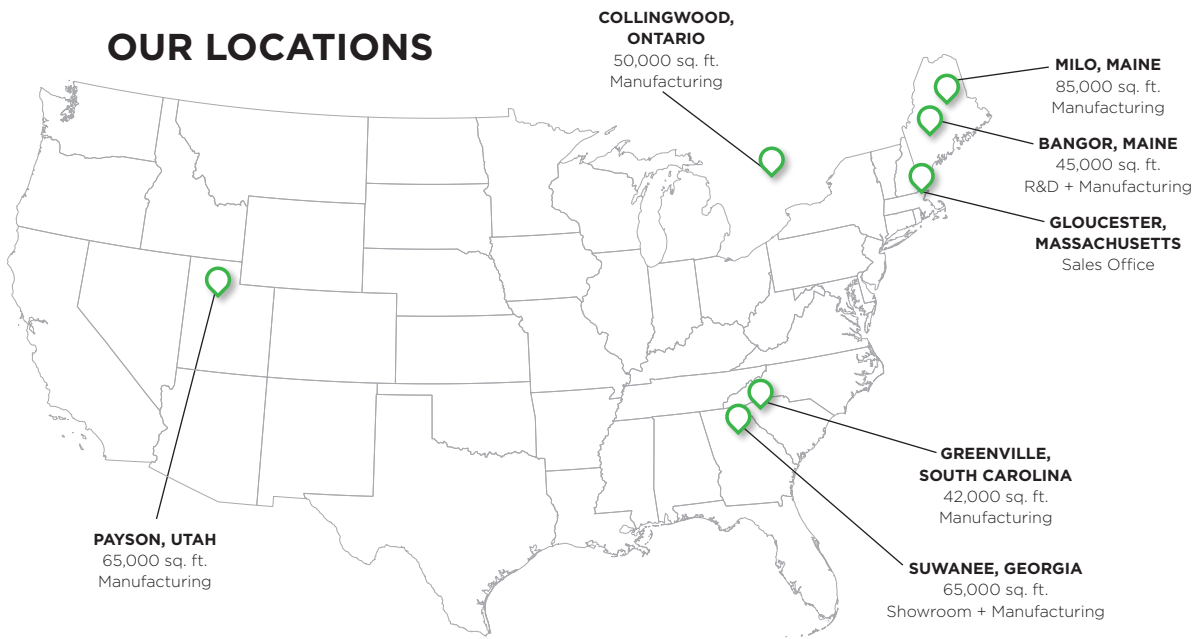 OUR LOCATIONS
COLLINGWOOD,
ONTARIO
50,000 sq. ft.
Manufacturing
MILO, MAINE
85,000 sq. ft.
Manufacturing
BANGOR, MAINE
45,000 sq. ft.
R&D + Manufacturing
GLOUCESTER,
MASSACHUSETTS
Sales Office
GREENVILLE,
SOUTH CAROLINA
42,000 sq. ft.
Manufacturing
PAYSON, UTAH
65,000 sq. ft.
Manufacturing
SUWANEE, GEORGIA
65,000 sq. ft.
Showroom + Manufacturing